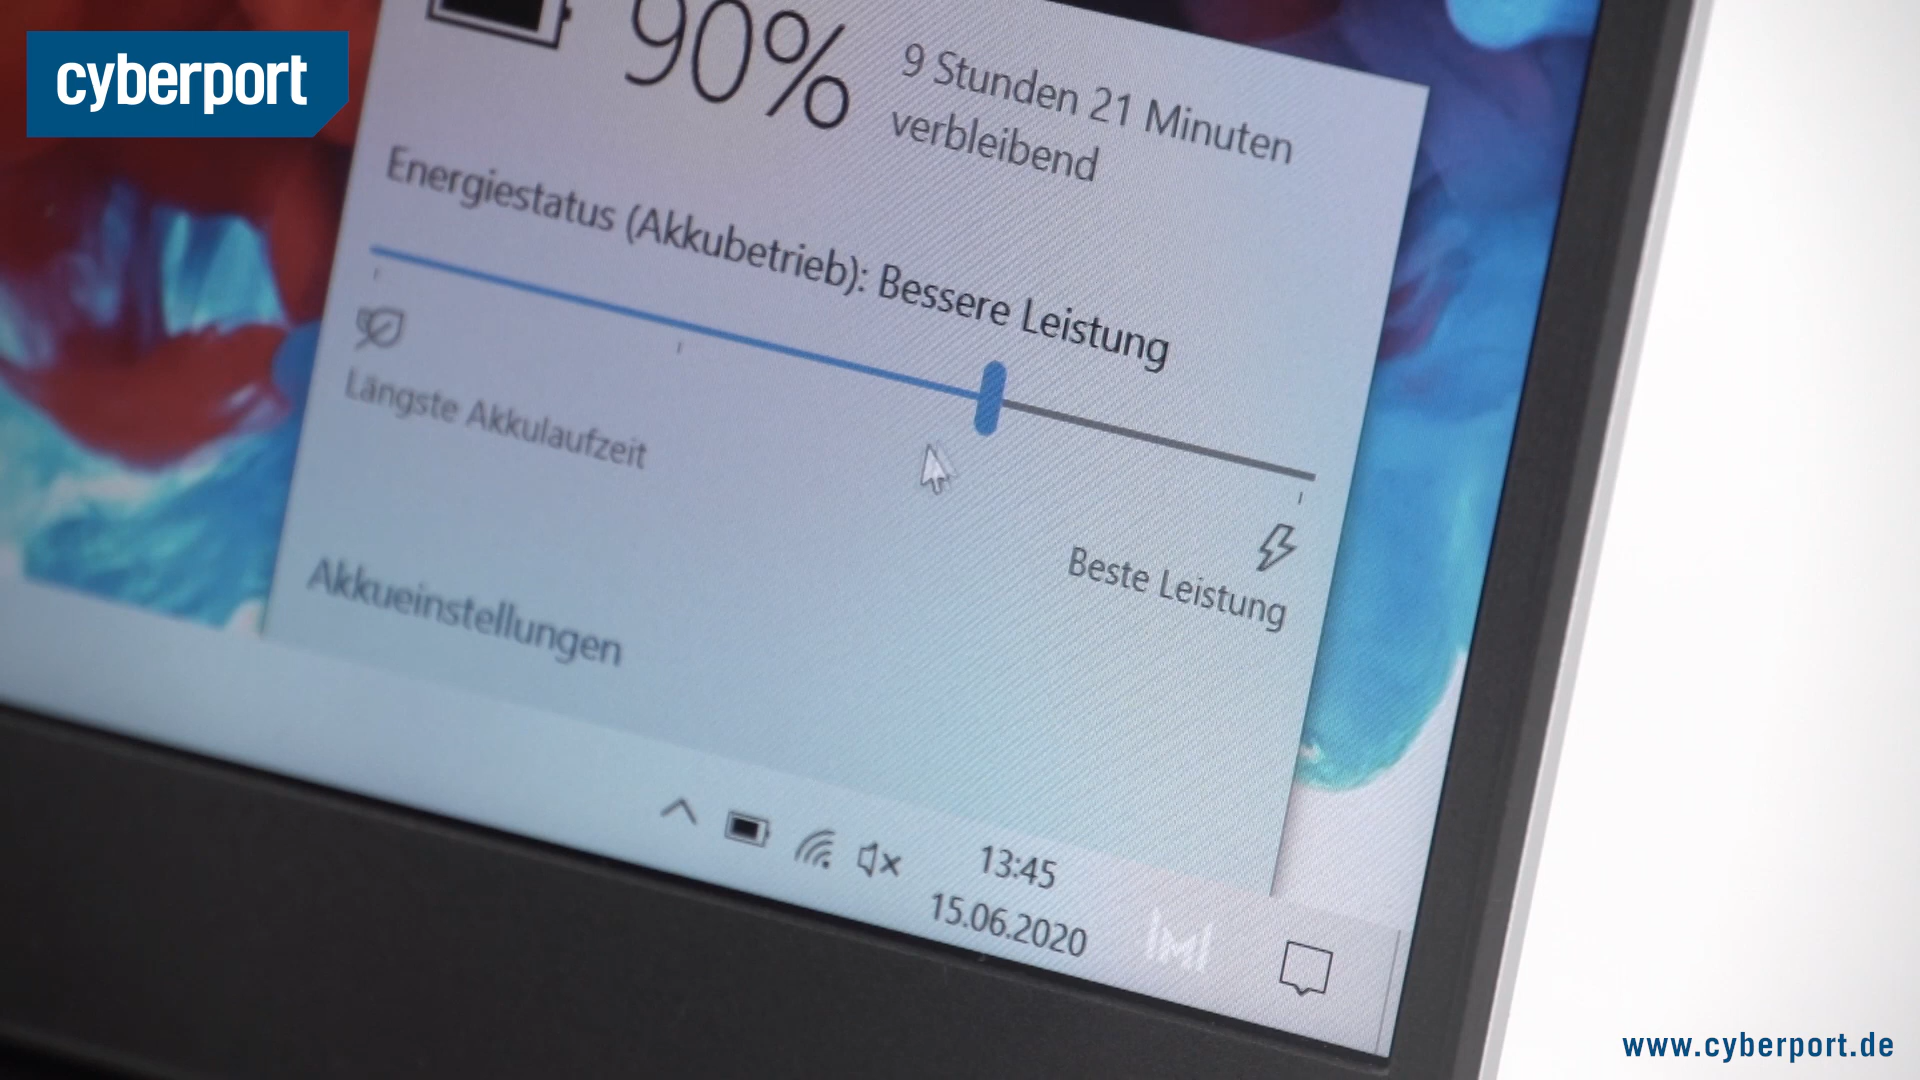 cyberport
90%
9 Stunden 21 Minuten
verbleibend
Energiestatus (Akkubetrieb): Bessere Leistung
Längste Akkulaufzeit
Beste Leistung
Akkueinstellungen
13:45
15.06.2020
www.cyberport.de